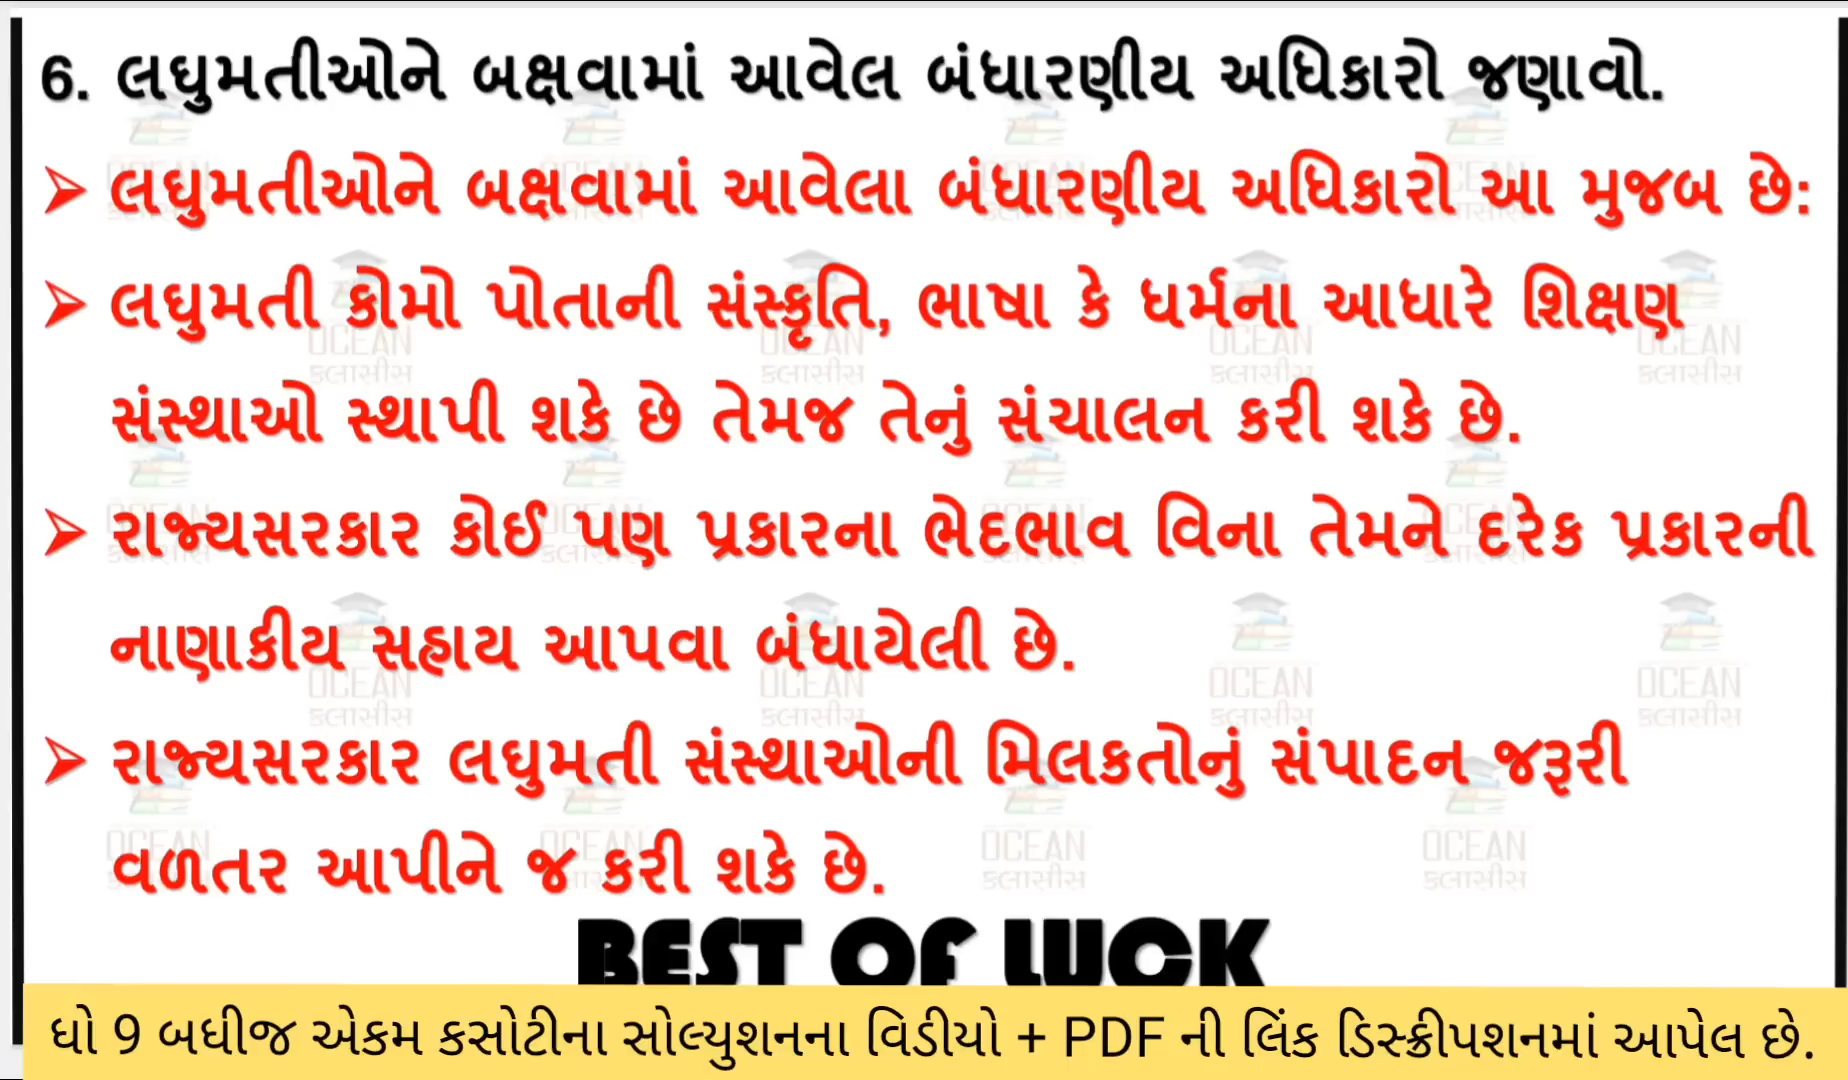 6. લઘુમતીઓને બક્ષવામાં આવેલ બંધારણીય અધિકારો જણાવો.
➢ લઘુમતીઓને બક્ષવામાં આવેલા બંધારણીય અધિકારો આ મુજબ છે:
➢ લઘુમતી કોમો પોતાની સંસ્કૃતિ, ભાષા કે ધર્મના આધારે શિક્ષણ
સંસ્થાઓ સ્થાપી શકે છે તેમજ તેનું સંચાલન કરી શકે છે.
➢ રાજ્યસરકાર કોઈ પણ પ્રકારના ભેદભાવ વિના તેમને દરેક પ્રકારની
નાણાકીય સહાય આપવા બંધાયેલી છે.
➢ રાજ્યસરકાર લઘુમતી સંસ્થાઓની મિલકતોનું સંપાદન જરૂરી
વળતર આપીને જ કરી શકે છે.
OCEAN
ક્લાસીસ
BEST OF LUCK
ધો 9 બધીજ એકમ કસોટીના સોલ્યુશનના વિડીયો + PDF ની લિંક ડિસ્ક્રીપશનમાં આપેલ છે.